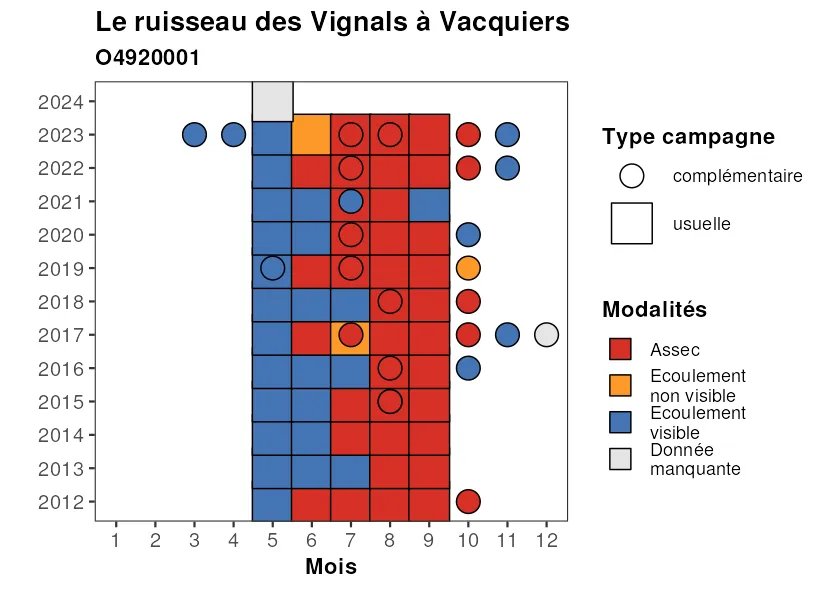 Le ruisseau des Vignals à Vacquiers
O4920001
2024
2023
2022
2021
2020
2019
2018
2017
2016
2015
2014
2013
2012
1 2 3 4 5 6 7 8 9 10 11 12
Mois
Type campagne
complémentaire
usuelle
Modalités
Assec
Ecoulement
non visible
Ecoulement
visible
Donnée
manquante